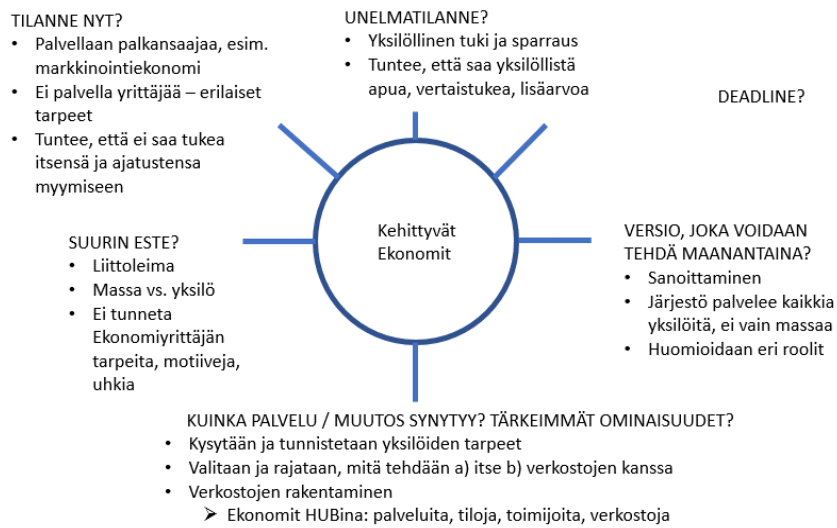 TILANNE NYT?
• Palvellaan palkansaajaa, esim.
markkinointiekonomi
• Ei palvella yrittäjää – erilaiset
tarpeet
• Tuntee, että ei saa tukea
itsensä ja ajatustensa
myymiseen
UNELMATILANNE?
• Yksilöllinen tuki ja sparraus
• Tuntee, että saa yksilöllistä
apua, vertaistukea, lisäarvoa
DEADLINE?
SUURIN ESTE?
• Liittoleima
• Massa vs. yksilö
• Ei tunneta
Ekonomiyrittäjän
tarpeita, motiiveja,
uhkia
Kehittyvät
Ekonomit
VERSIO, JOKA VOIDAAN
TEHDÄ MAANANTAINA?
• Sanoittaminen
• Järjestö palvelee kaikkia
yksilöitä, ei vain massaa
• Huomioidaan eri roolit
KUINKA PALVELU / MUUTOS SYNTYY? TÄRKEIMMÄT OMINAISUUDET?
• Kysytään ja tunnistetaan yksilöiden tarpeet
• Valitaan ja rajataan, mitä tehdään a) itse b) verkostojen kanssa
• Verkostojen rakentaminen
➢ Ekonomit HUBina: palveluita, tiloja, toimijoita, verkostoja